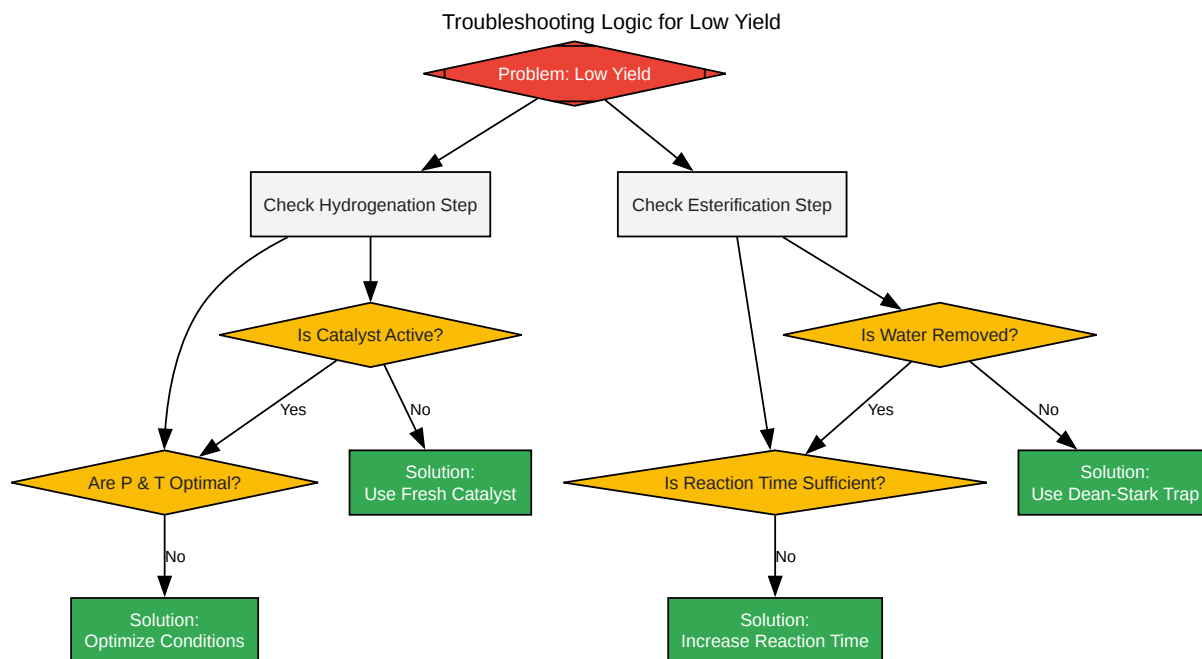 Troubleshooting Logic for Low Yield
Problem: Low Yield
Check Hydrogenation Step
Check Esterification Step
Is Catalyst Active?
Is Water Removed?
Yes
No
Yes
No
Are P & T Optimal?
Solution:
Use Fresh Catalyst
Is Reaction Time Sufficient?
Solution:
Use Dean-Stark Trap
No
No
Solution:
Optimize Conditions
Solution:
Increase Reaction Time